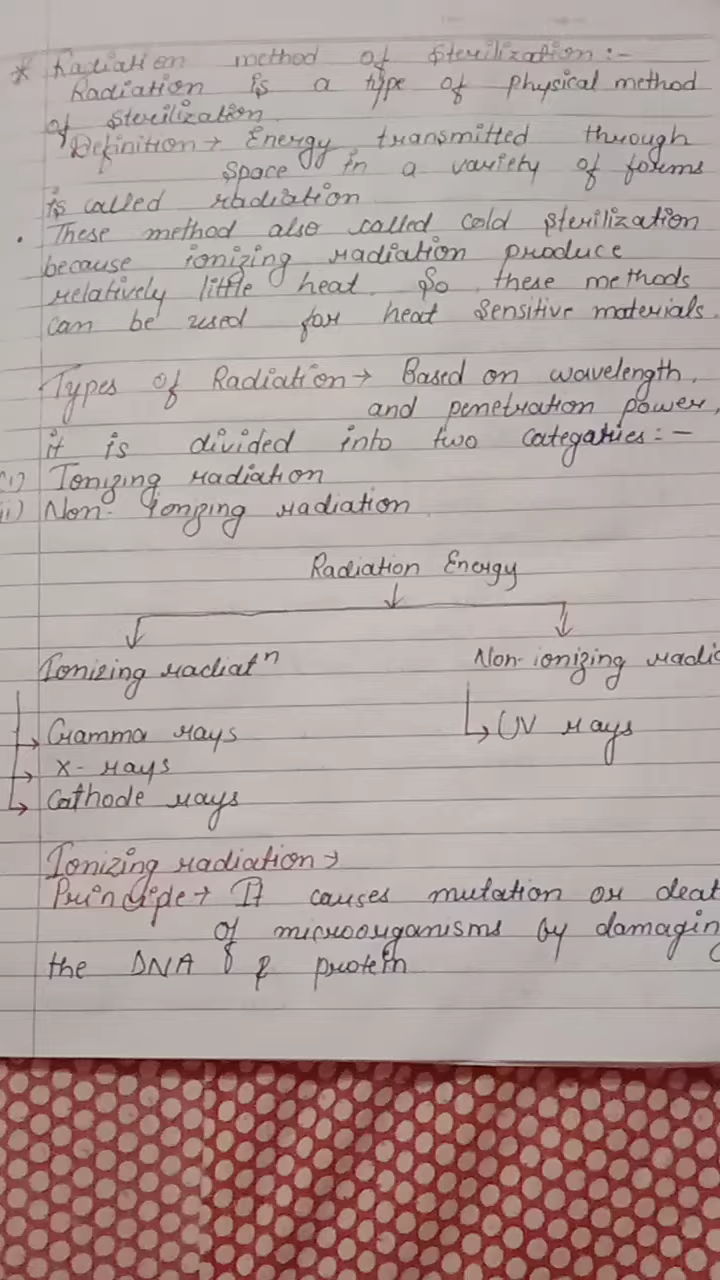 * Radiation method of Sterilization :-
Radiation is a type of physical method
of sterilization
Definition → Energy transmitted through
Space in a variety of forms
is called radiation
. These method also called cold sterilization
because ionizing radiation produce
relatively little heat. So these methods
can be used for heat sensitive materials.
Types of Radiation → Based on wavelength,
and penetration power,
it is divided into two categaries :-
i) Ionizing radiation
ii) Non-ionizing radiation
Radiation Energy
Ionizing radiatⁿ
Non-ionizing radia
Gamma rays
UV rays
X-rays
Cathode rays
Ionizing radiation →
Principle → It causes mutation or deat
of microorganisms by damagin
the DNA & protein